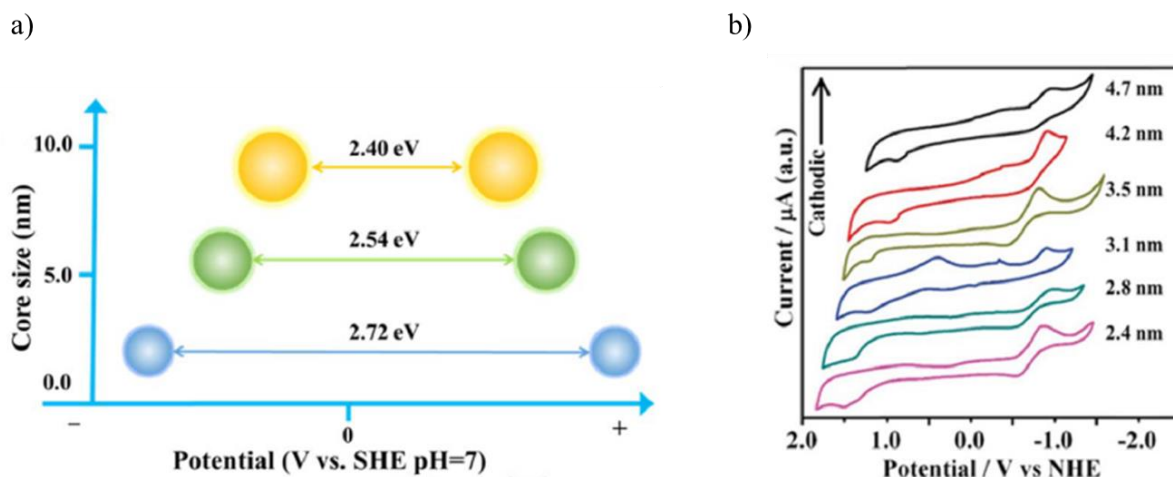 a)
b)
Core size (nm)
10.0
5.0
0.0
2.40 eV
2.54 eV
2.72 eV
−
0
+
Potential (V vs. SHE pH=7)
Current / µA (a.u.)
Cathodic
4.7 nm
4.2 nm
3.5 nm
3.1 nm
2.8 nm
2.4 nm
2.0 1.0 0.0 -1.0 -2.0
Potential / V vs NHE